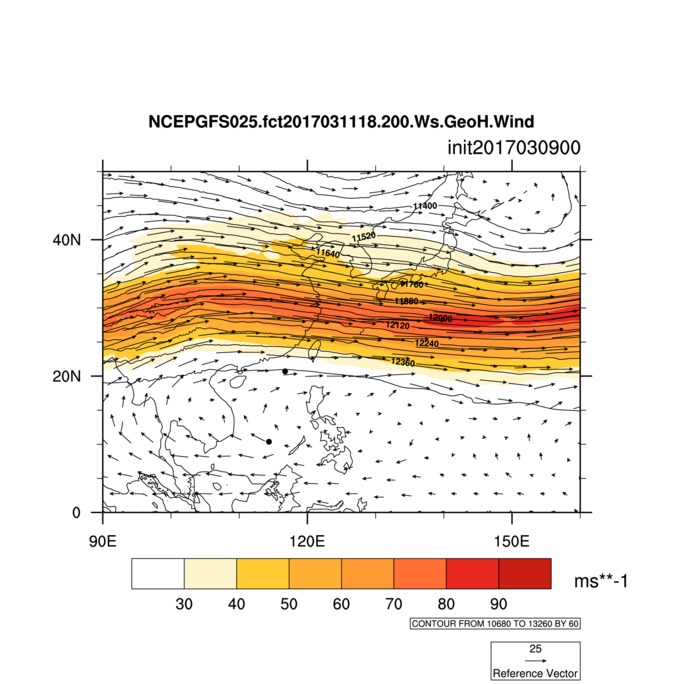 NCEPGFS025.fct2017031118.200.Ws.GeoH.Wind
init2017030900
11400
11520
40N
11640
11760
11880
12000
12120
12240
12360
20N
0
90E 120E 150E
30 40 50 60 70 80 90
ms**-1
CONTOUR FROM 10680 TO 13260 BY 60
25
Reference Vector